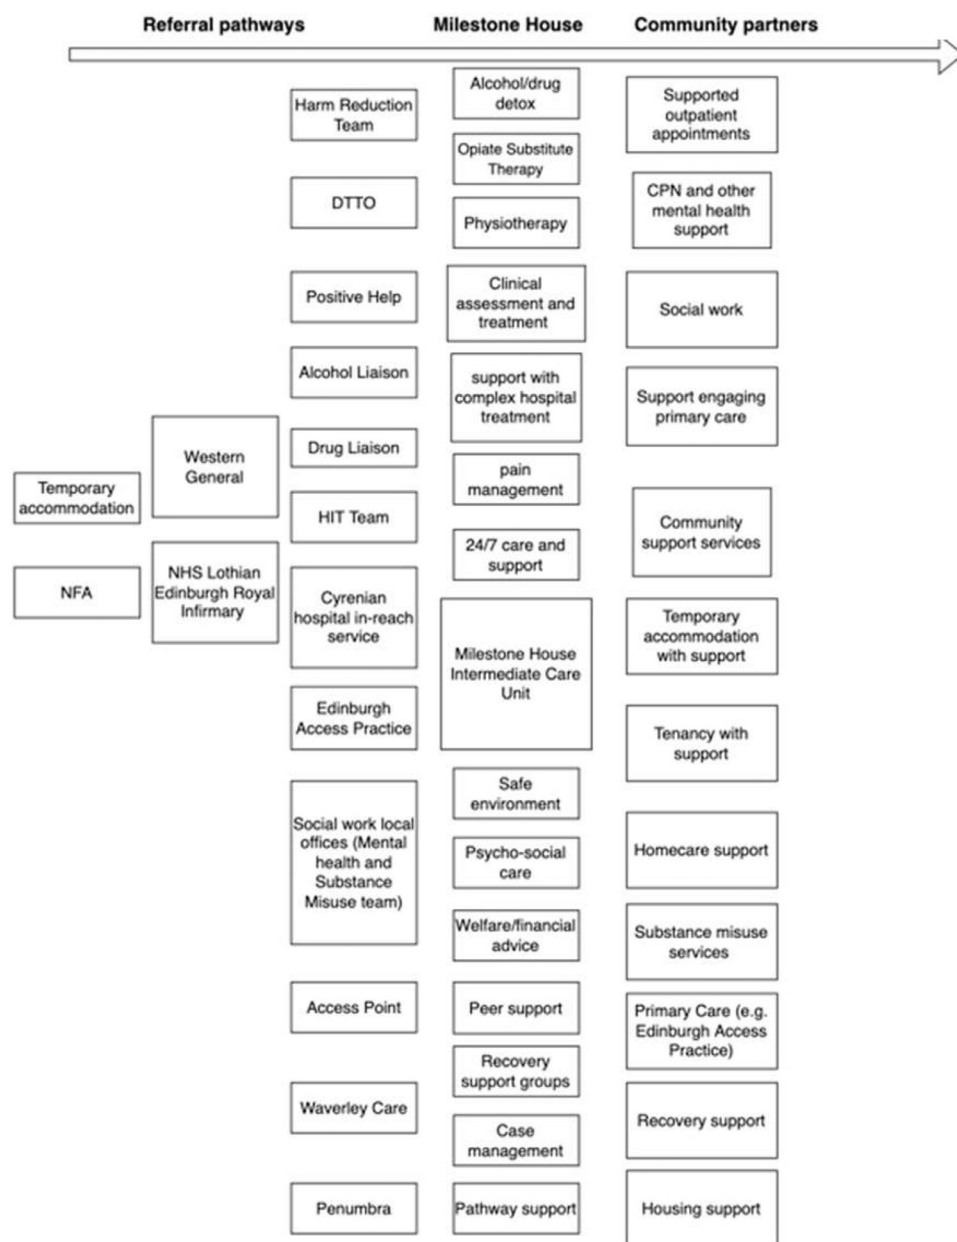 Referral pathways
Milestone House
Community partners
Temporary
accommodation
NFA
Western
General
NHS Lothian
Edinburgh Royal
Infirmary
Harm Reduction
Team
DTTO
Positive Help
Alcohol Liaison
Drug Liaison
HIT Team
Cyrenian
hospital in-reach
service
Edinburgh
Access Practice
Social work local
offices (Mental
health and
Substance
Misuse team)
Access Point
Waverley Care
Penumbra
Alcohol/drug
detox
Opiate Substitute
Therapy
Physiotherapy
Clinical
assessment and
treatment
support with
complex hospital
treatment
pain
management
24/7 care and
support
Milestone House
Intermediate Care
Unit
Safe
environment
Psycho-social
care
Welfare/financial
advice
Peer support
Recovery
support groups
Case
management
Pathway support
Supported
outpatient
appointments
CPN and other
mental health
support
Social work
Support engaging
primary care
Community
support services
Temporary
accommodation
with support
Tenancy with
support
Homecare support
Substance misuse
services
Primary Care (e.g.
Edinburgh Access
Practice)
Recovery support
Housing support